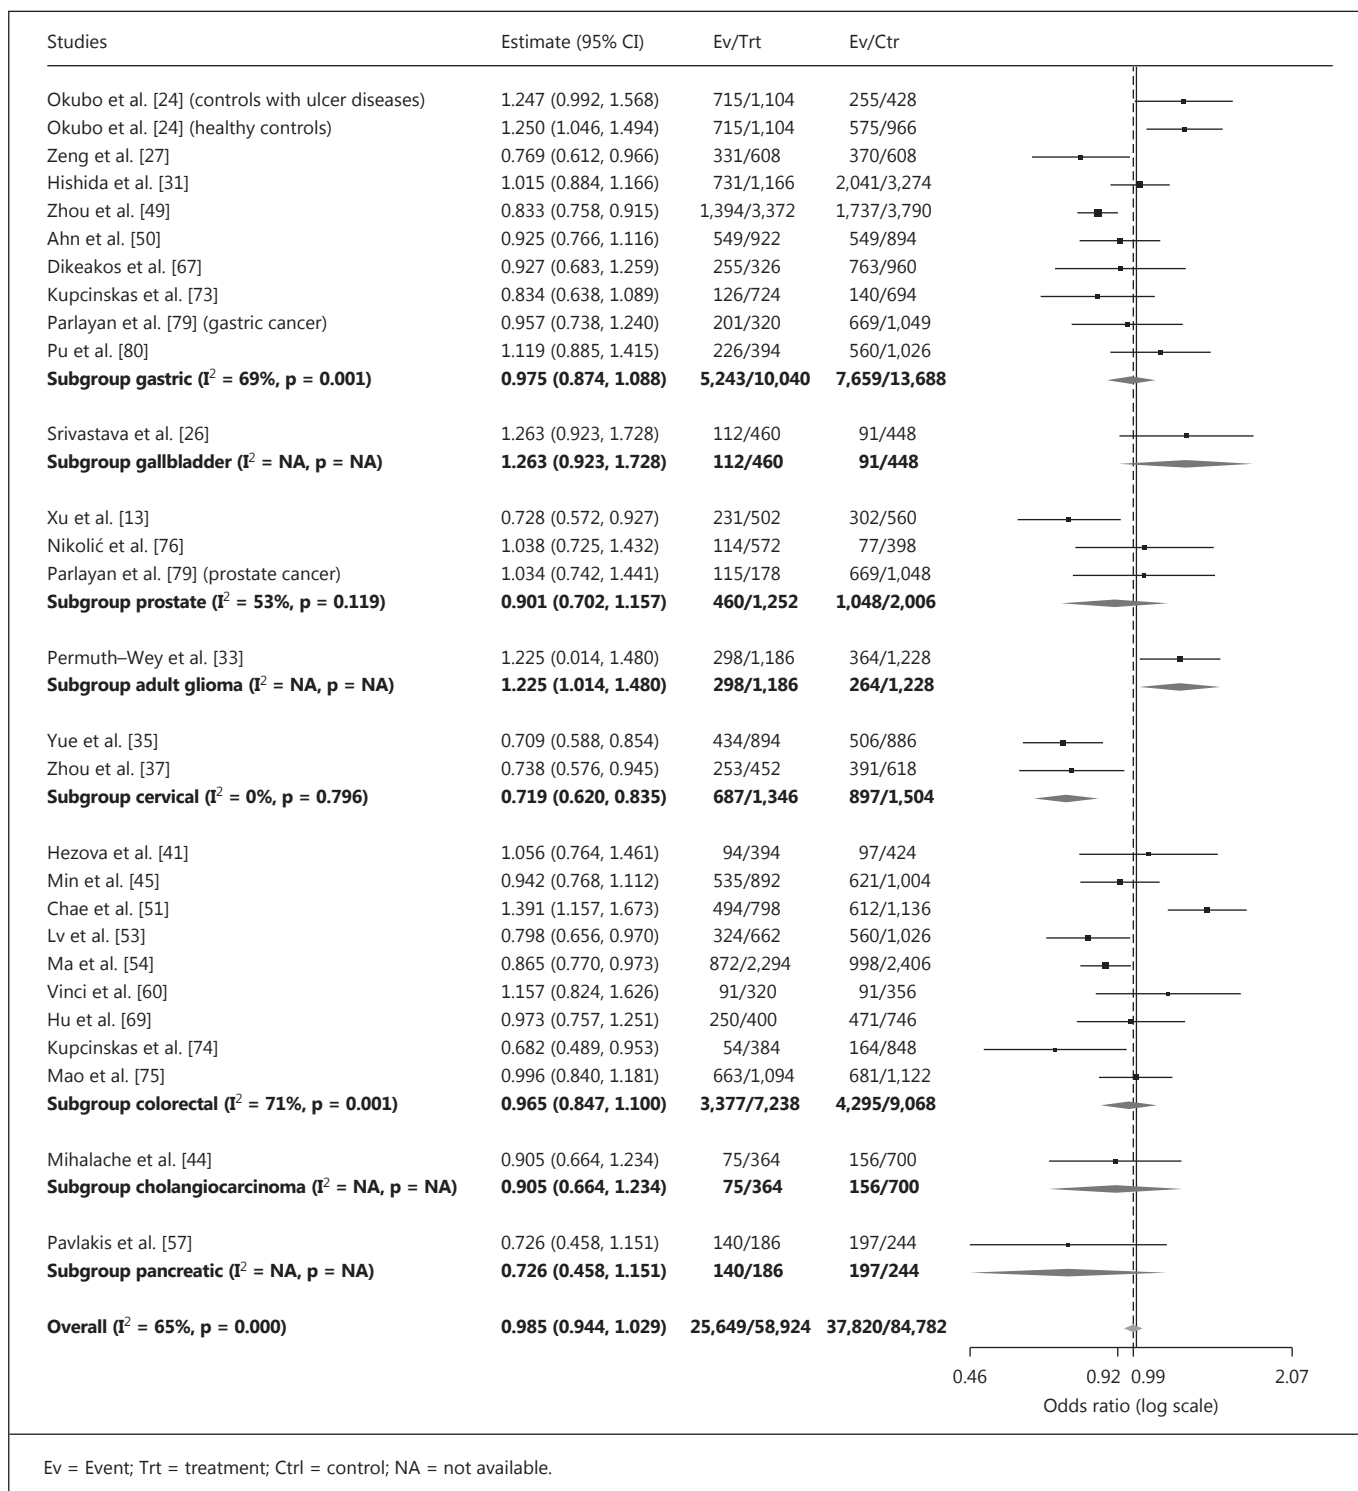 Studies Estimate (95% CI) Ev/Trt Ev/Ctr
Okubo et al. [24] (controls with ulcer diseases) 1.247 (0.992, 1.568) 715/1,104 255/428
Okubo et al. [24] (healthy controls) 1.250 (1.046, 1.494) 715/1,104 575/966
Zeng et al. [27] 0.769 (0.612, 0.966) 331/608 370/608
Hishida et al. [31] 1.015 (0.884, 1.166) 731/1,166 2,041/3,274
Zhou et al. [49] 0.833 (0.758, 0.915) 1,394/3,372 1,737/3,790
Ahn et al. [50] 0.925 (0.766, 1.116) 549/922 549/894
Dikeakos et al. [67] 0.927 (0.683, 1.259) 255/326 763/960
Kupcinskas et al. [73] 0.834 (0.638, 1.089) 126/724 140/694
Parlayan et al. [79] (gastric cancer) 0.957 (0.738, 1.240) 201/320 669/1,049
Pu et al. [80] 1.119 (0.885, 1.415) 226/394 560/1,026
Subgroup gastric (I² = 69%, p = 0.001) 0.975 (0.874, 1.088) 5,243/10,040 7,659/13,688
Srivastava et al. [26] 1.263 (0.923, 1.728) 112/460 91/448
Subgroup gallbladder (I² = NA, p = NA) 1.263 (0.923, 1.728) 112/460 91/448
Xu et al. [13] 0.728 (0.572, 0.927) 231/502 302/560
Nikolić et al. [76] 1.038 (0.725, 1.432) 114/572 77/398
Parlayan et al. [79] (prostate cancer) 1.034 (0.742, 1.441) 115/178 669/1,048
Subgroup prostate (I² = 53%, p = 0.119) 0.901 (0.702, 1.157) 460/1,252 1,048/2,006
Permuth–Wey et al. [33] 1.225 (0.014, 1.480) 298/1,186 364/1,228
Subgroup adult glioma (I² = NA, p = NA) 1.225 (1.014, 1.480) 298/1,186 264/1,228
Yue et al. [35] 0.709 (0.588, 0.854) 434/894 506/886
Zhou et al. [37] 0.738 (0.576, 0.945) 253/452 391/618
Subgroup cervical (I² = 0%, p = 0.796) 0.719 (0.620, 0.835) 687/1,346 897/1,504
Hezova et al. [41] 1.056 (0.764, 1.461) 94/394 97/424
Min et al. [45] 0.942 (0.768, 1.112) 535/892 621/1,004
Chae et al. [51] 1.391 (1.157, 1.673) 494/798 612/1,136
Lv et al. [53] 0.798 (0.656, 0.970) 324/662 560/1,026
Ma et al. [54] 0.865 (0.770, 0.973) 872/2,294 998/2,406
Vinci et al. [60] 1.157 (0.824, 1.626) 91/320 91/356
Hu et al. [69] 0.973 (0.757, 1.251) 250/400 471/746
Kupcinskas et al. [74] 0.682 (0.489, 0.953) 54/384 164/848
Mao et al. [75] 0.996 (0.840, 1.181) 663/1,094 681/1,122
Subgroup colorectal (I² = 71%, p = 0.001) 0.965 (0.847, 1.100) 3,377/7,238 4,295/9,068
Mihalache et al. [44] 0.905 (0.664, 1.234) 75/364 156/700
Subgroup cholangiocarcinoma (I² = NA, p = NA) 0.905 (0.664, 1.234) 75/364 156/700
Pavlakis et al. [57] 0.726 (0.458, 1.151) 140/186 197/244
Subgroup pancreatic (I² = NA, p = NA) 0.726 (0.458, 1.151) 140/186 197/244
Overall (I² = 65%, p = 0.000) 0.985 (0.944, 1.029) 25,649/58,924 37,820/84,782
0.46 0.92 0.99 2.07
Odds ratio (log scale)
Ev = Event; Trt = treatment; Ctrl = control; NA = not available.